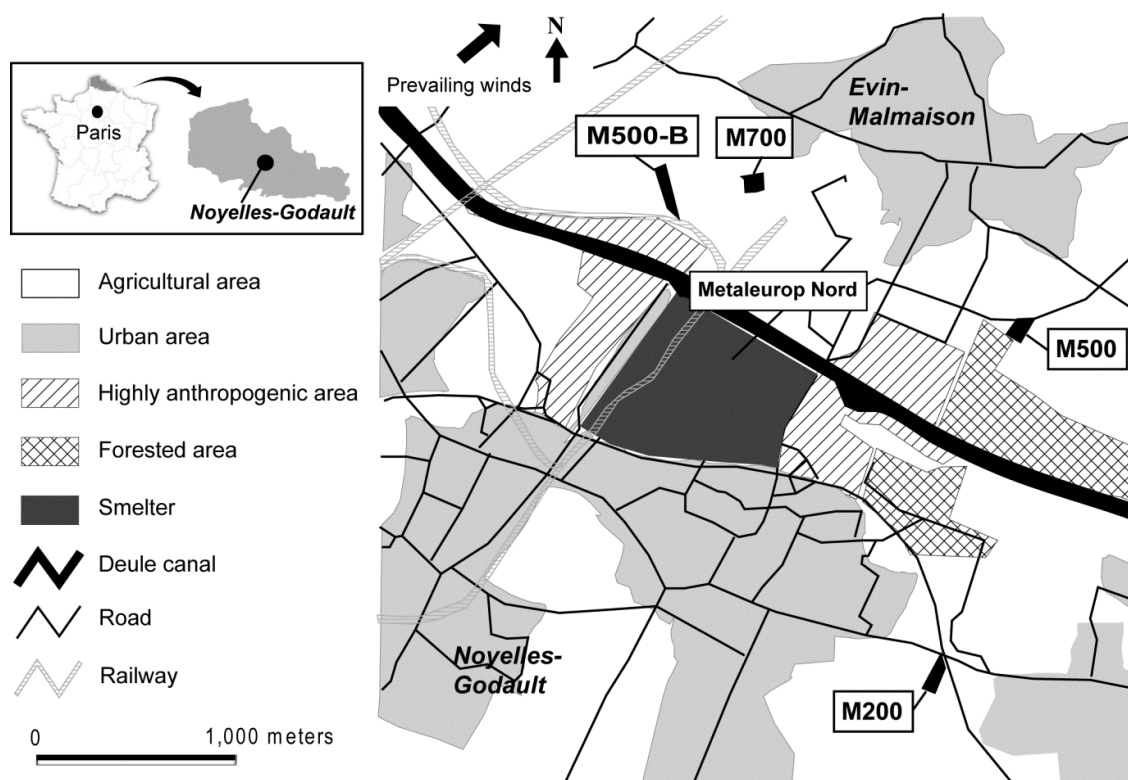 N
Prevailing winds
Paris
Noyelles-Godault
Agricultural area
Urban area
Highly anthropogenic area
Forested area
Smelter
Deule canal
Road
Railway
0
1,000 meters
Evin-
Malmaison
M500-B
M700
Metaleurop Nord
M500
Noyelles-
Godault
M200